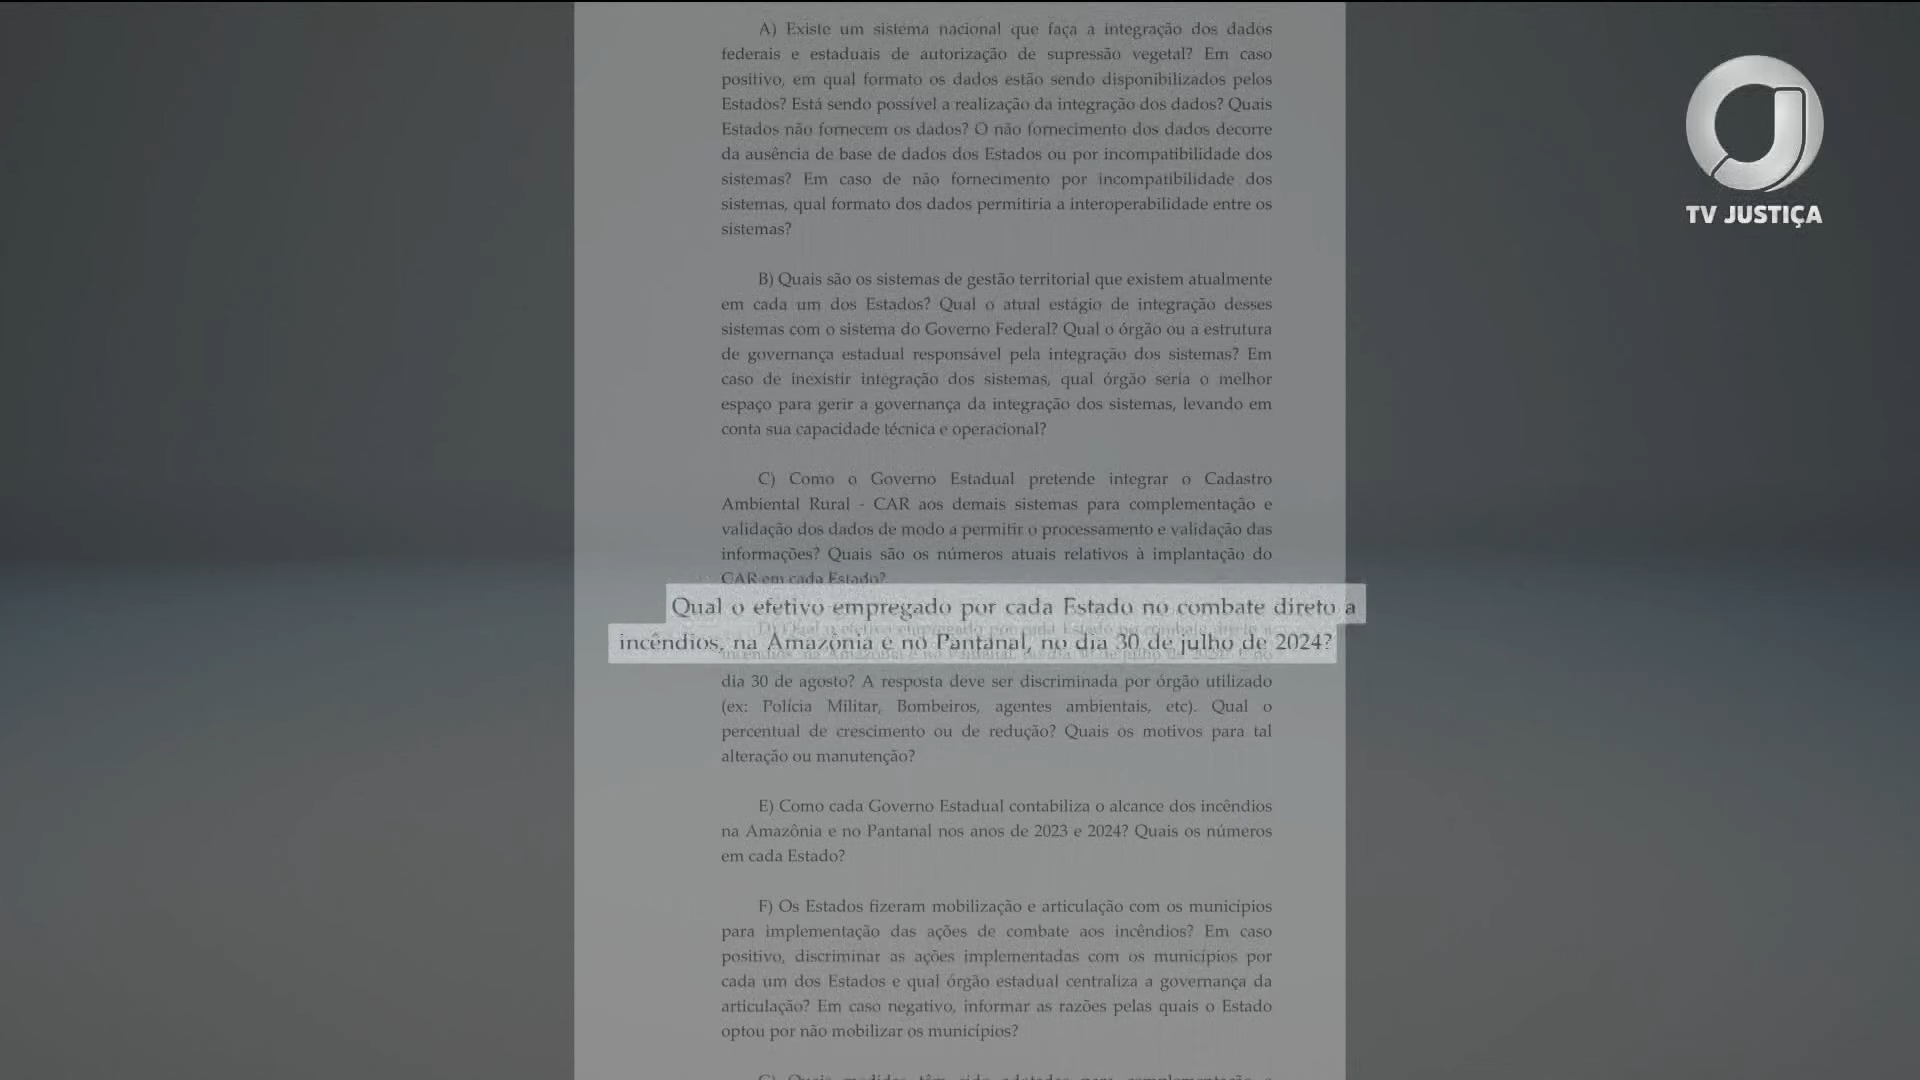 A) Existe um sistema nacional que faça a integração dos dados
federais e estaduais de autorização de supressão vegetal? Em caso
positivo, em qual formato os dados estão sendo disponibilizados pelos
Estados? Está sendo possível a realização da integração dos dados? Quais
Estados não fornecem os dados? O não fornecimento dos dados decorre
da ausência de base de dados dos Estados ou por incompatibilidade dos
sistemas? Em caso de não fornecimento por incompatibilidade dos
sistemas, qual formato dos dados permitiria a interoperabilidade entre os
sistemas?
B) Quais são os sistemas de gestão territorial que existem atualmente
em cada um dos Estados? Qual o atual estágio de integração desses
sistemas com o sistema do Governo Federal? Qual o órgão ou a estrutura
de governança estadual responsável pela integração dos sistemas? Em
caso de inexistir integração dos sistemas, qual órgão seria o melhor
espaço para gerir a governança da integração dos sistemas, levando em
conta sua capacidade técnica e operacional?
C) Como o Governo Estadual pretende integrar o Cadastro
Ambiental Rural - CAR aos demais sistemas para complementação e
validação dos dados de modo a permitir o processamento e validação das
informações? Quais são os números atuais relativos à implantação do
CAR em cada Estado?
Qual o efetivo empregado por cada Estado no combate direto a
incêndios, na Amazônia e no Pantanal, no dia 30 de julho de 2024?
dia 30 de agosto? A resposta deve ser discriminada por órgão utilizado
(ex: Polícia Militar, Bombeiros, agentes ambientais, etc). Qual o
percentual de crescimento ou de redução? Quais os motivos para tal
alteração ou manutenção?
E) Como cada Governo Estadual contabiliza o alcance dos incêndios
na Amazônia e no Pantanal nos anos de 2023 e 2024? Quais os números
em cada Estado?
F) Os Estados fizeram mobilização e articulação com os municípios
para implementação das ações de combate aos incêndios? Em caso
positivo, discriminar as ações implementadas com os municípios por
cada um dos Estados e qual órgão estadual centraliza a governança da
articulação? Em caso negativo, informar as razões pelas quais o Estado
optou por não mobilizar os municípios?
TV JUSTIÇA